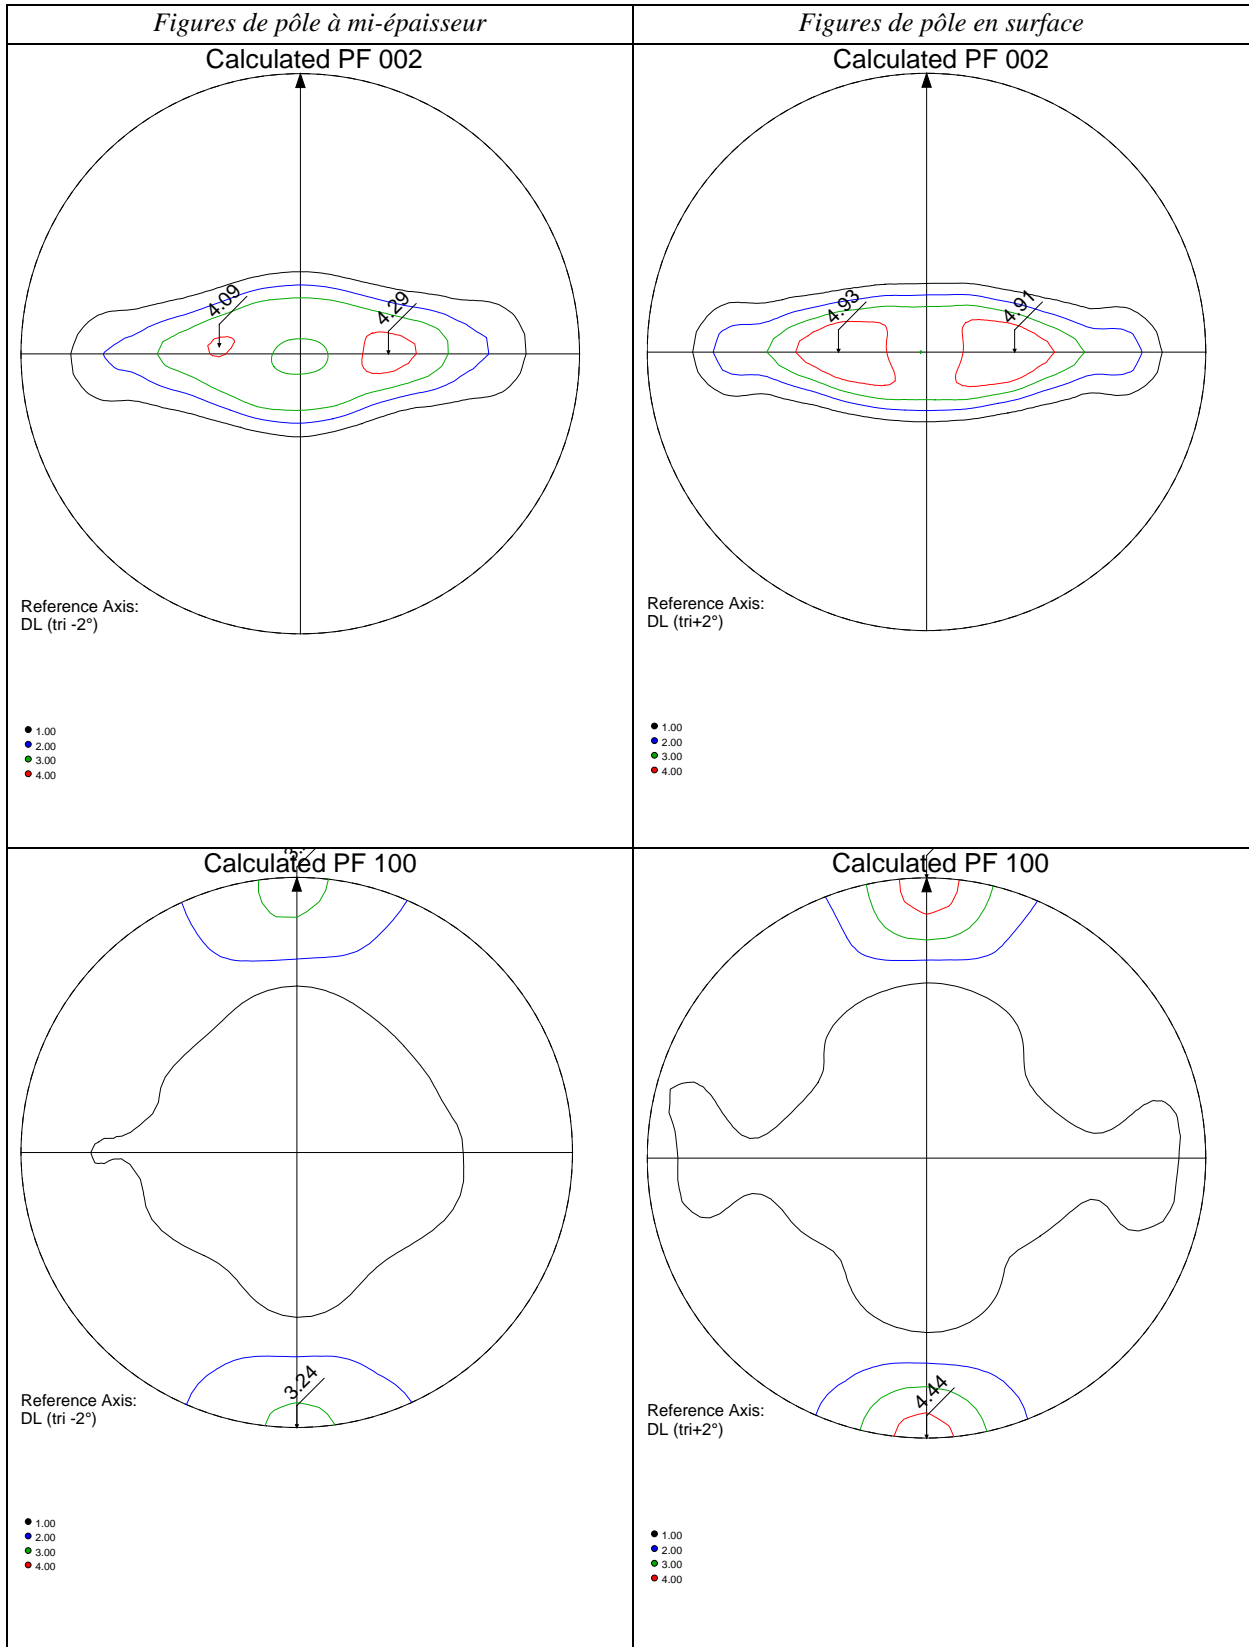 Figures de pôle à mi-épaisseur
Figures de pôle en surface
Calculated PF 002
4.09
4.29
Reference Axis:
DL (tri -2°)
1.00
2.00
3.00
4.00
Calculated PF 002
4.93
4.91
Reference Axis:
DL (tri+2°)
1.00
2.00
3.00
4.00
Calculated PF 100
3.24
Reference Axis:
DL (tri -2°)
1.00
2.00
3.00
4.00
Calculated PF 100
4.44
Reference Axis:
DL (tri+2°)
1.00
2.00
3.00
4.00